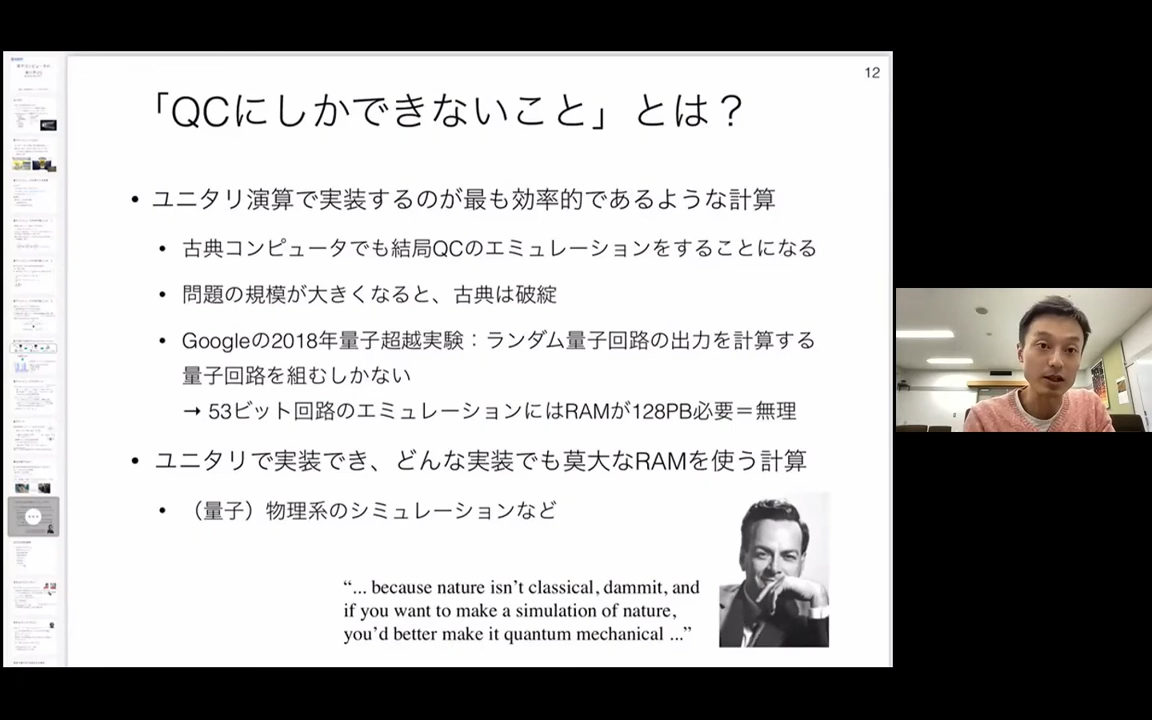 12
「QCにしかできないこと」とは？
• ユニタリ演算で実装するのが最も効率的であるような計算
• 古典コンピュータでも結局QCのエミュレーションをすることになる
• 問題の規模が大きくなると、古典は破綻
• Googleの2018年量子超越実験：ランダム量子回路の出力を計算する
量子回路を組むしかない
→ 53ビット回路のエミュレーションにはRAMが128PB必要＝無理
• ユニタリで実装でき、どんな実装でも莫大なRAMを使う計算
• （量子）物理系のシミュレーションなど
“... because nature isn’t classical, dammit, and
if you want to make a simulation of nature,
you’d better make it quantum mechanical ...”